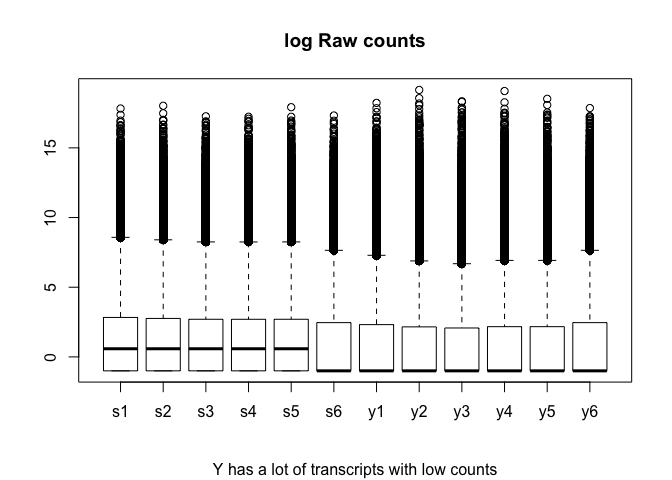 log Raw counts
15
10
5
0
s1 s2 s3 s4 s5 s6 y1 y2 y3 y4 y5 y6
Y has a lot of transcripts with low counts